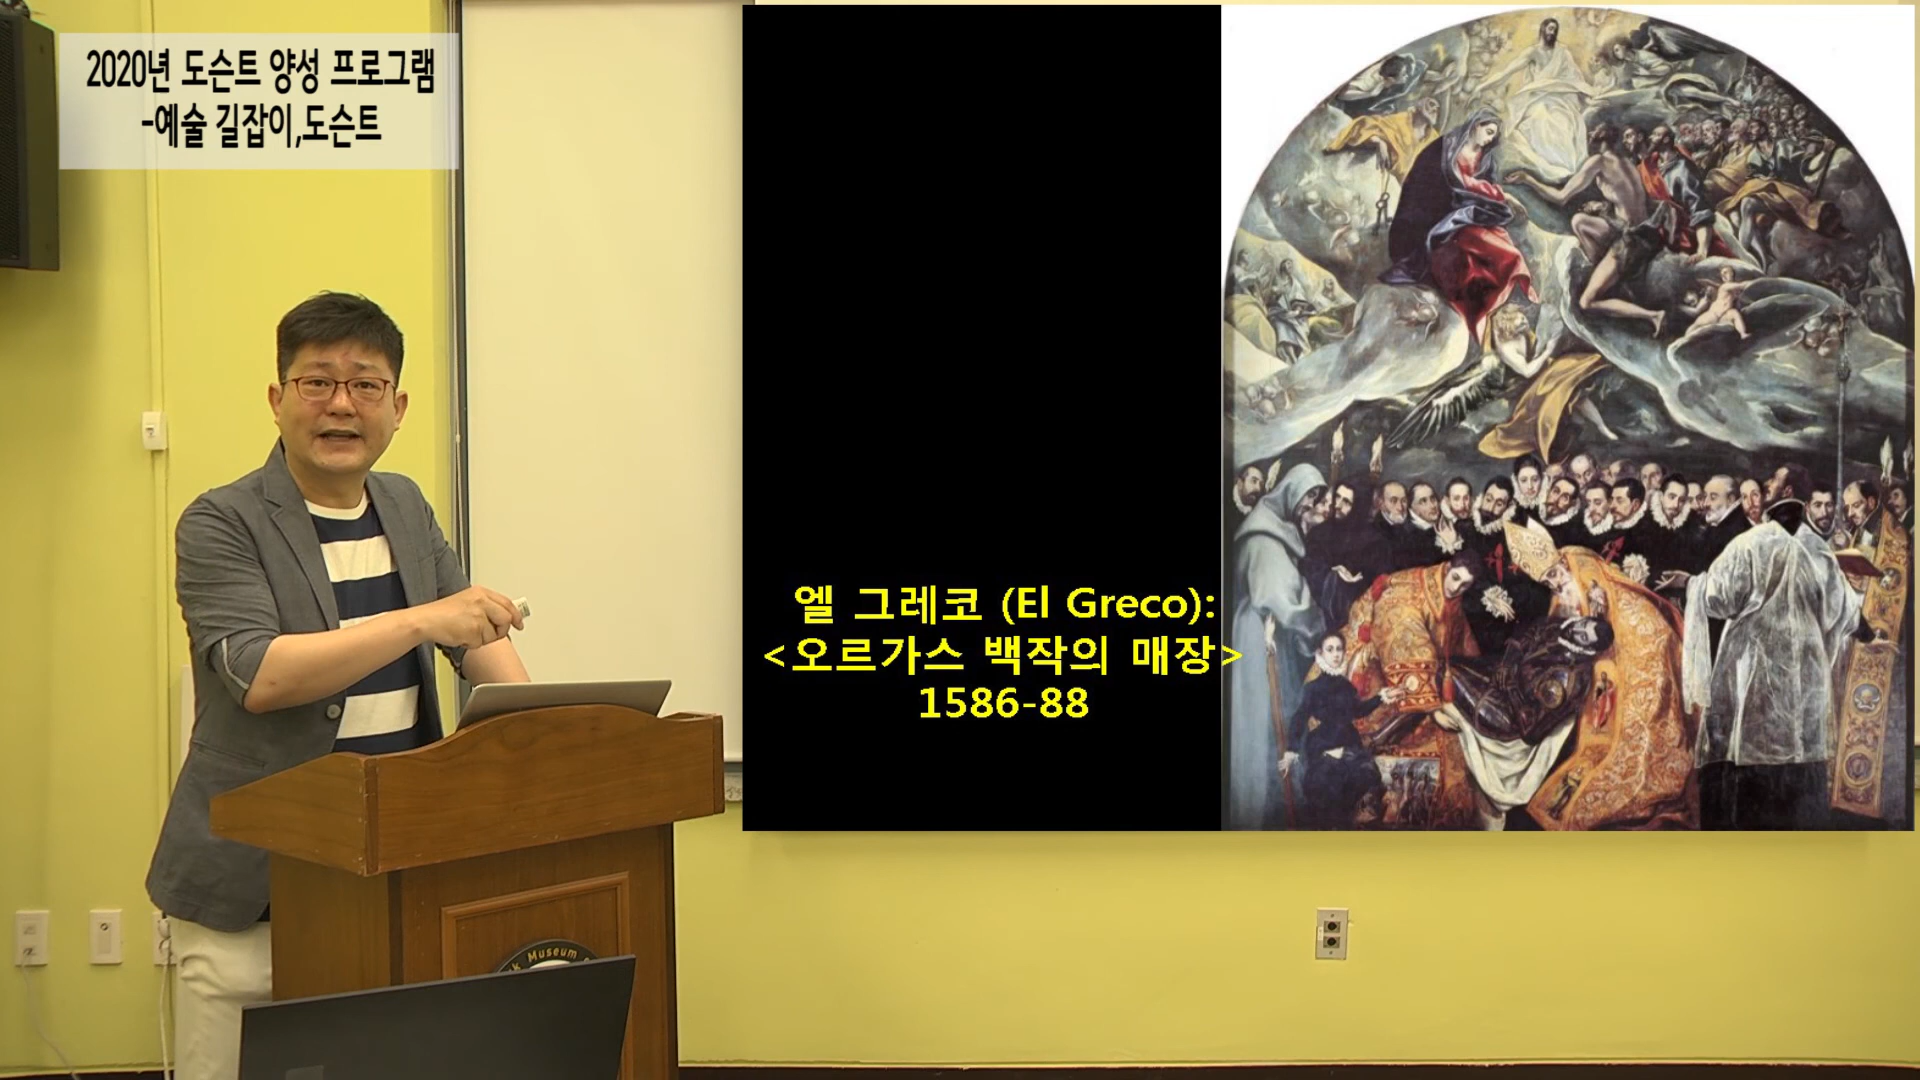 2020년 도슨트 양성 프로그램
-예술 길잡이,도슨트
엘 그레코 (El Greco):
<오르가스 백작의 매장>
1586-88
Museum